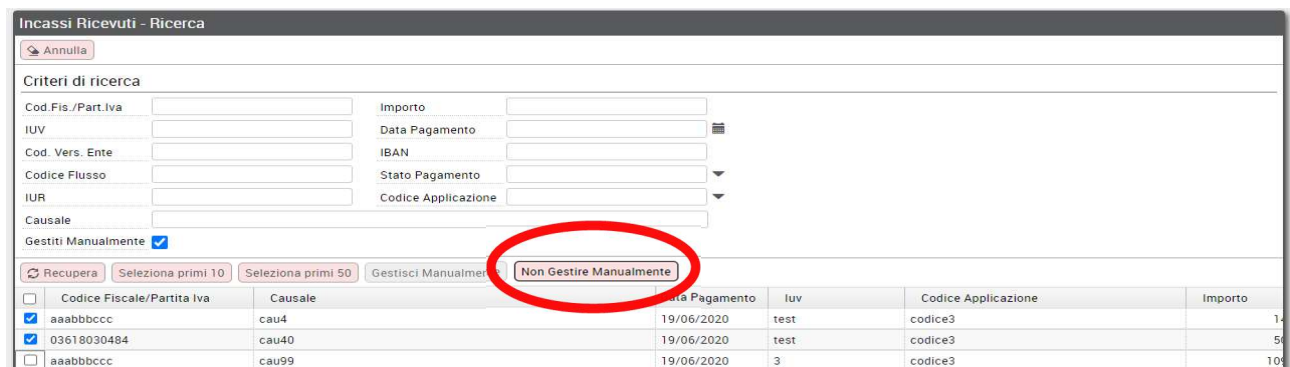 Incassi Ricevuti - Ricerca
Annulla
Criteri di ricerca
Cod.Fis./Part.Iva Importo
IUV Data Pagamento
Cod. Vers. Ente IBAN
Codice Flusso Stato Pagamento
IUR Codice Applicazione
Causale
Gestiti Manualmente
Recupera Seleziona primi 10 Seleziona primi 50 Gestisci Non Gestire Manualmente
Codice Fiscale/Partita Iva Causale Pagamento Iuv Codice Applicazione Importo
aaabbbccc cau4 19/06/2020 test codice3
03618030484 cau40 19/06/2020 test codice3
aaabbbccc cau99 19/06/2020 3 codice3